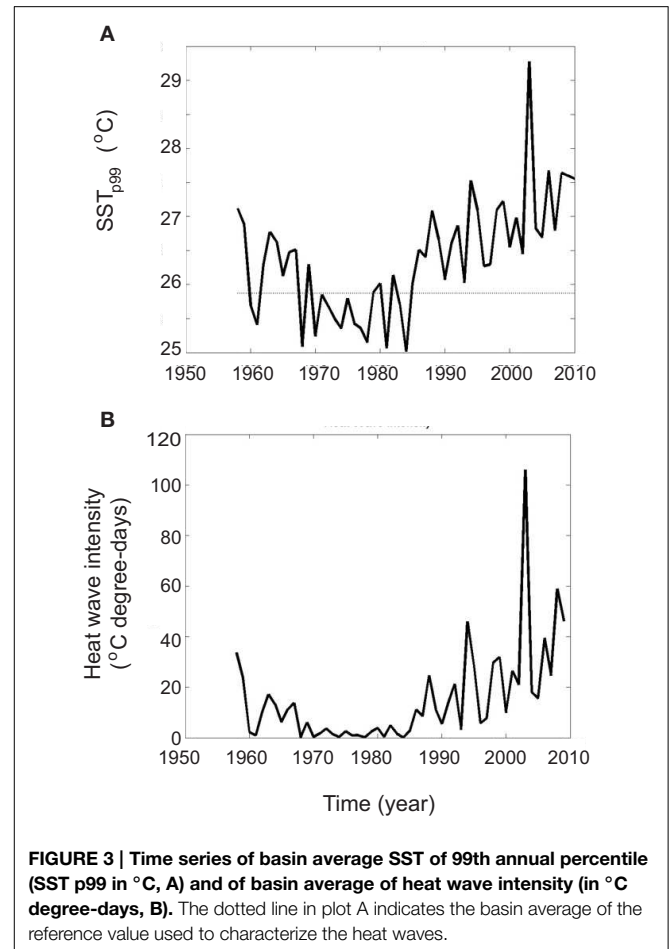 A
SST p99 (°C)
29
28
27
26
25
1950 1960 1970 1980 1990 2000 2010
B
Heat wave intensity
(°C degree-days)
120
100
80
60
40
20
0
1950 1960 1970 1980 1990 2000 2010
Time (year)
FIGURE 3 | Time series of basin average SST of 99th annual percentile
(SST p99 in °C, A) and of basin average of heat wave intensity (in °C
degree-days, B). The dotted line in plot A indicates the basin average of the
reference value used to characterize the heat waves.